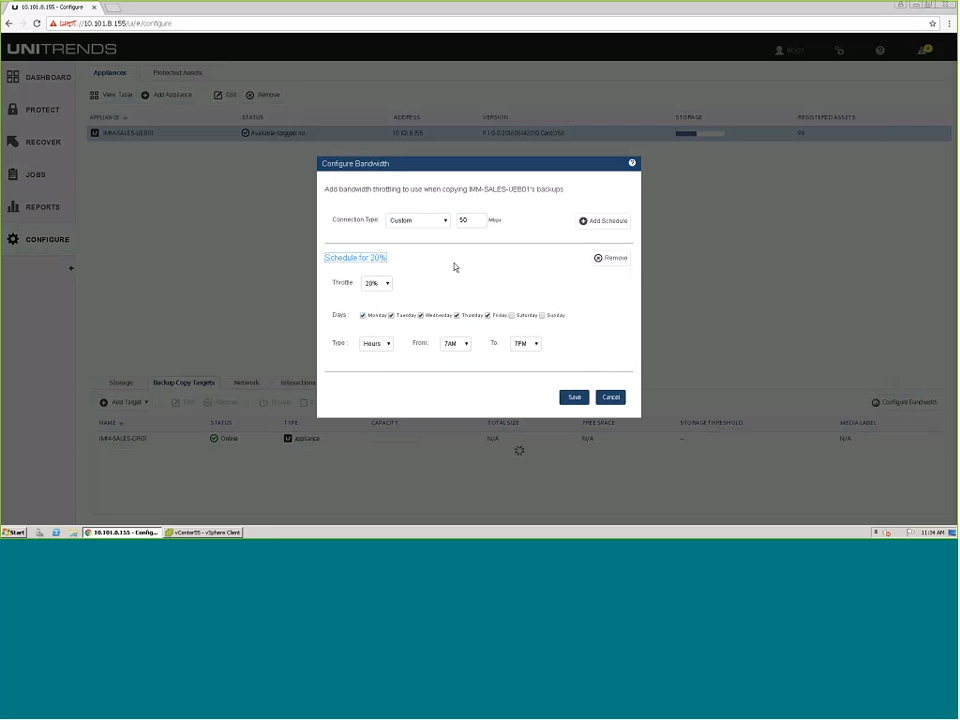 10.101.8.155 - Configure
https://10.101.8.155/ui/#/configure
UNITRENDS
ROOT
DASHBOARD
PROTECT
RECOVER
JOBS
REPORTS
CONFIGURE
Appliances Protected Assets
View: Table Add Appliance Edit Remove
APPLIANCE STATUS ADDRESS VERSION STORAGE REGISTERED ASSETS
IMM-SALES-UEB01 Available 10.101.8.155
Configure Bandwidth
Add bandwidth throttling to use when copying IMM-SALES-UEB01's backups
Connection Type: Custom 50 Mbps Add Schedule
Schedule for 20% Remove
Throttle: 20%
Days : Monday Tuesday Wednesday Thursday Friday Saturday Sunday
Type : Hours From: 7AM To: 7PM
Save Cancel
Storage Backup Copy Targets Network
Add Target Edit Remove Enable Configure Bandwidth
NAME STATUS TYPE CAPACITY TOTAL SIZE FREE SPACE STORAGE THRESHOLD MEDIA LABEL
IMM-SALES-DR01 Online appliance N/A N/A -- N/A
Start 10.101.8.155 - Config... vCenter55 - vSphere Client 11:34 AM